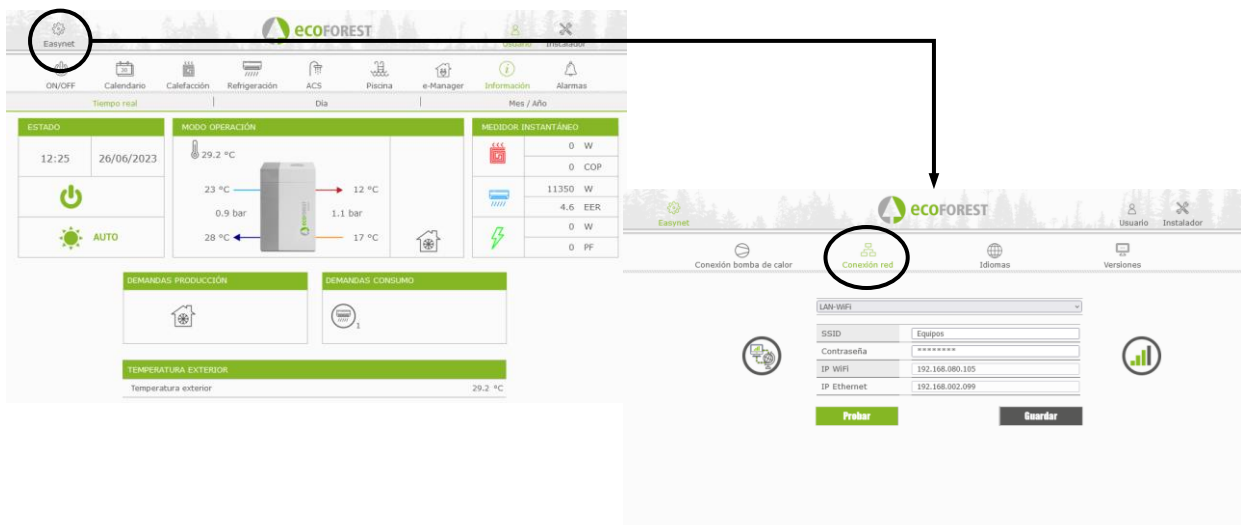 Easynet
ecoFOREST
Usuario
Instalador
ON/OFF
30
Calendario
Calefacción
Refrigeración
ACS
Piscina
e-Manager
Información
Alarmas
Tiempo real
Día
Mes / Año
ESTADO
12:25
26/06/2023
AUTO
MODO OPERACIÓN
29.2 °C
23 °C
12 °C
0.9 bar
1.1 bar
28 °C
17 °C
MEDIDOR INSTANTÁNEO
0 W
0 COP
11350 W
4.6 EER
0 W
0 PF
DEMANDAS PRODUCCIÓN
DEMANDAS CONSUMO
1
TEMPERATURA EXTERIOR
Temperatura exterior 29.2 °C
Easynet
ecoFOREST
Usuario
Instalador
Conexión bomba de calor
Conexión red
Idiomas
Versiones
LAN-WiFi
SSID Equipos
Contraseña ********
IP WiFi 192.168.080.105
IP Ethernet 192.168.002.099
Probar
Guardar